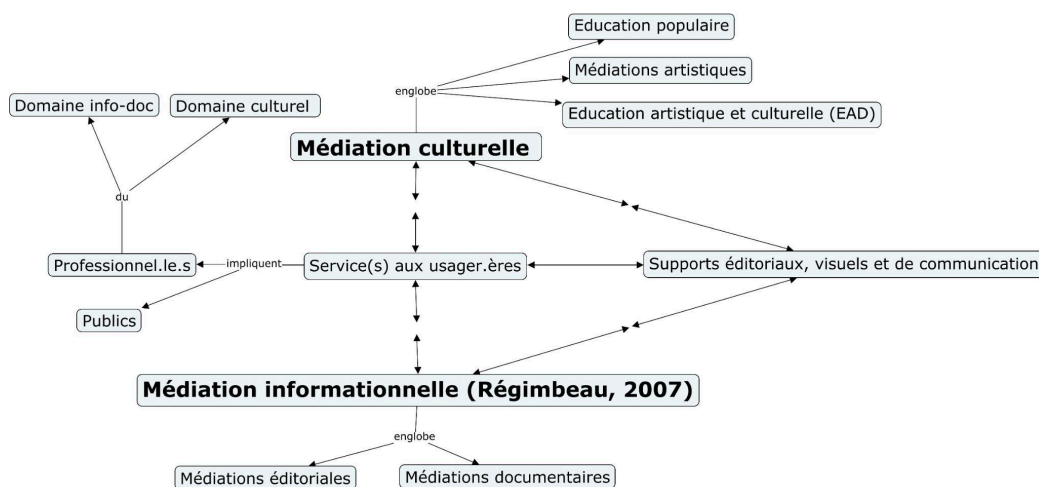 Education populaire
Médiations artistiques
englobe
Domaine info-doc
Domaine culturel
Education artistique et culturelle (EAD)
Médiation culturelle
du
Professionnel.le.s
impliquent
Service(s) aux usager.ères
Supports éditoriaux, visuels et de communication
Publics
Médiation informationnelle (Régimbeau, 2007)
englobe
Médiations éditoriales
Médiations documentaires